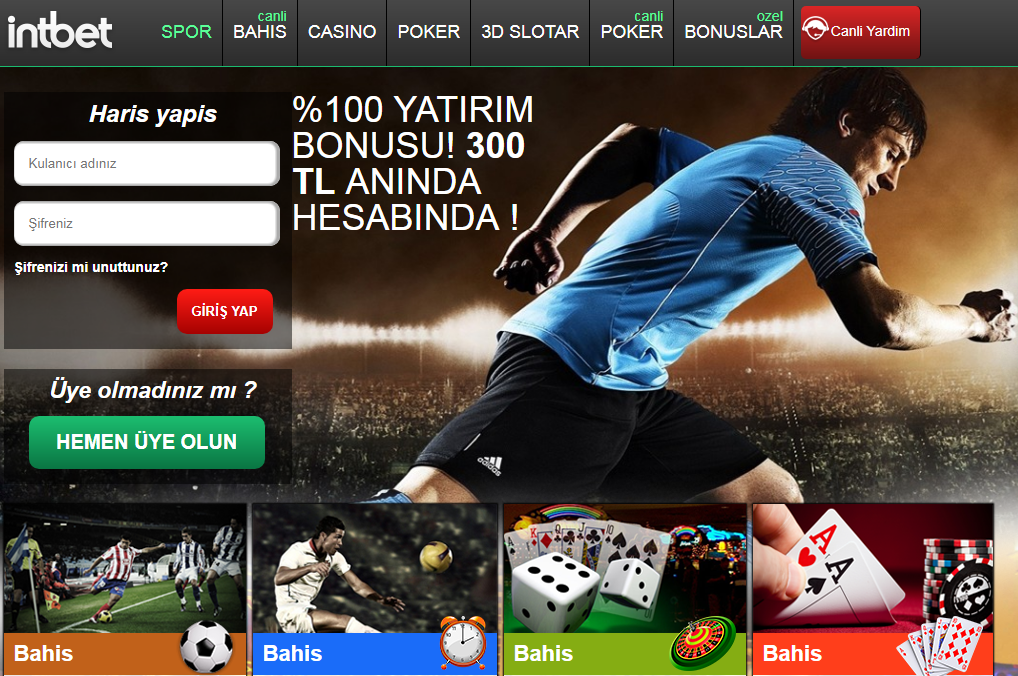 intbet
SPOR
canli
BAHIS
CASINO
POKER
3D SLOTAR
canli
POKER
ozel
BONUSLAR
Canli Yardim
Haris yapis
Kulanıcı adınız
Şifreniz
Şifrenizi mi unuttunuz?
GİRİŞ YAP
%100 YATIRIM
BONUSU! 300
TL ANINDA
HESABINDA !
Üye olmadınız mı ?
HEMEN ÜYE OLUN
adidas
Bahis
Bahis
Bahis
Bahis